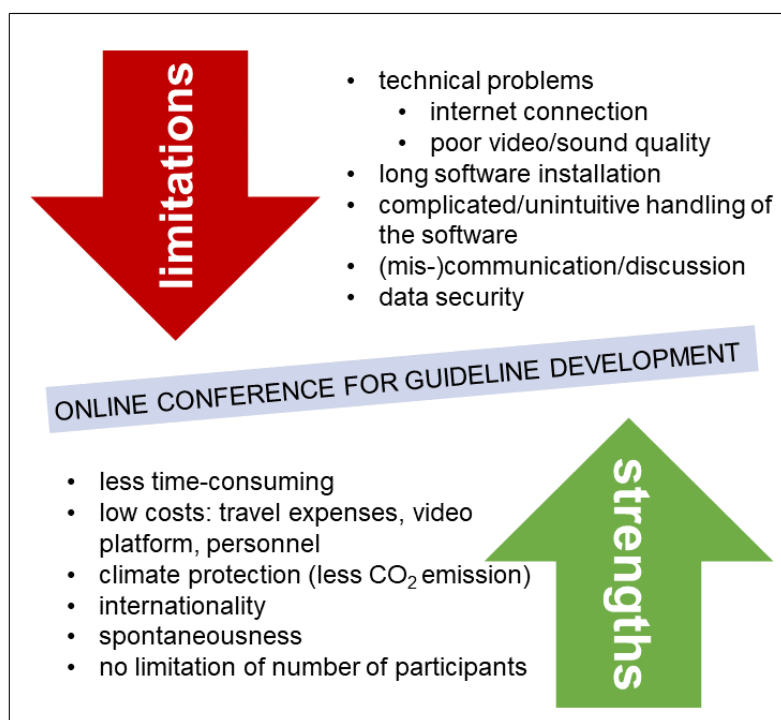 limitations
• technical problems
• internet connection
• poor video/sound quality
• long software installation
• complicated/unintuitive handling of
the software
• (mis-)communication/discussion
• data security
ONLINE CONFERENCE FOR GUIDELINE DEVELOPMENT
• less time-consuming
• low costs: travel expenses, video
platform, personnel
• climate protection (less CO₂ emission)
• internationality
• spontaneousness
• no limitation of number of participants
strengths